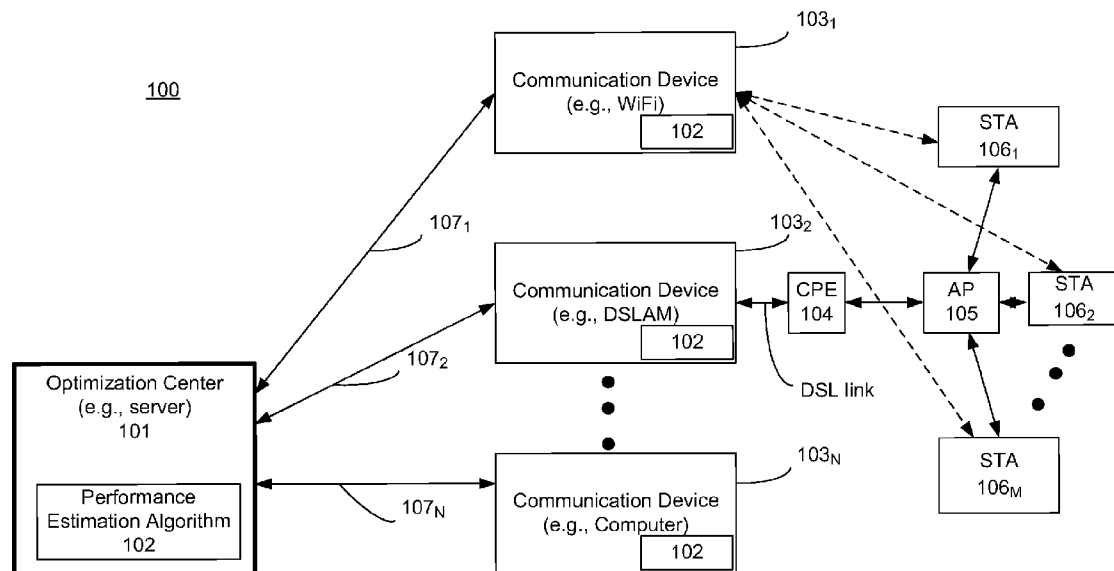 100
103₁
Communication Device
(e.g., WiFi)
102
STA
106₁
107₁
103₂
Communication Device
(e.g., DSLAM)
102
CPE
104
AP
105
STA
106₂
DSL link
107₂
Optimization Center
(e.g., server)
101
Performance
Estimation Algorithm
102
107N
103N
Communication Device
(e.g., Computer)
102
STA
106M